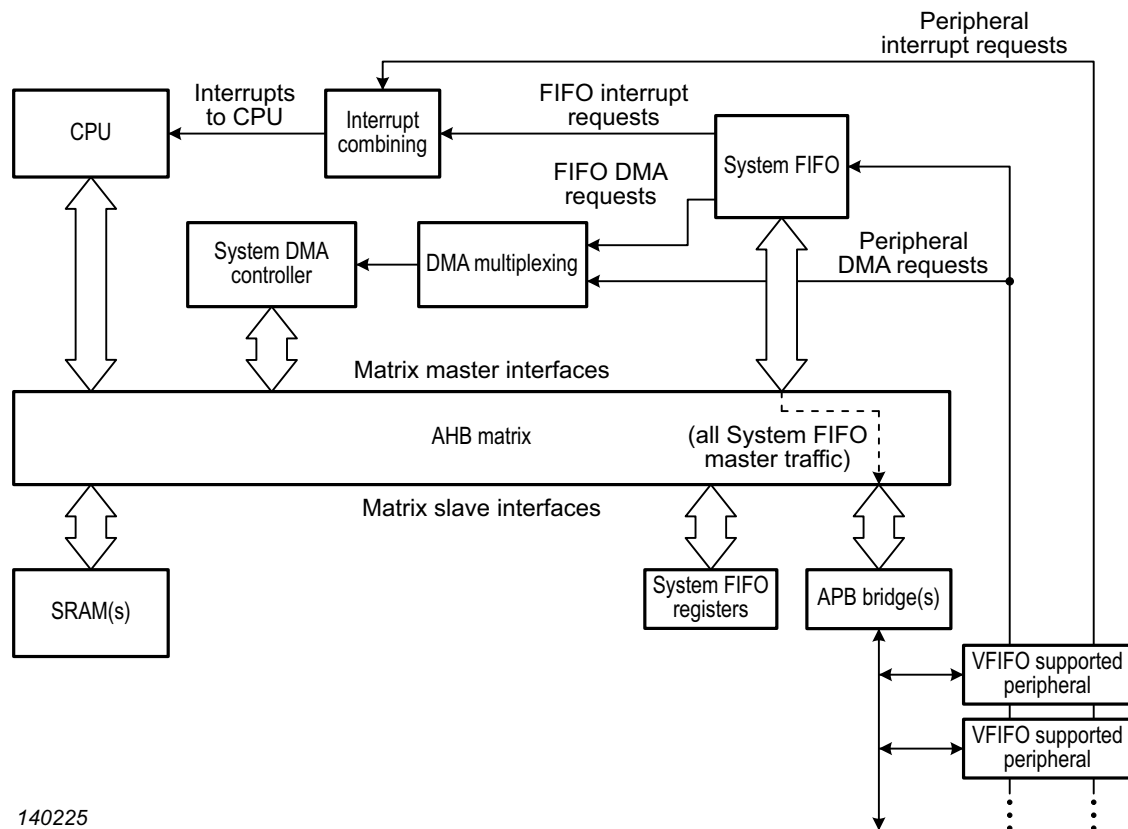 Peripheral
interrupt requests
Interrupts
to CPU
FIFO interrupt
requests
CPU
Interrupt
combining
System FIFO
FIFO DMA
requests
System DMA
controller
DMA multiplexing
Peripheral
DMA requests
Matrix master interfaces
AHB matrix
(all System FIFO
master traffic)
Matrix slave interfaces
SRAM(s)
System FIFO
registers
APB bridge(s)
VFIFO supported
peripheral
VFIFO supported
peripheral
140225